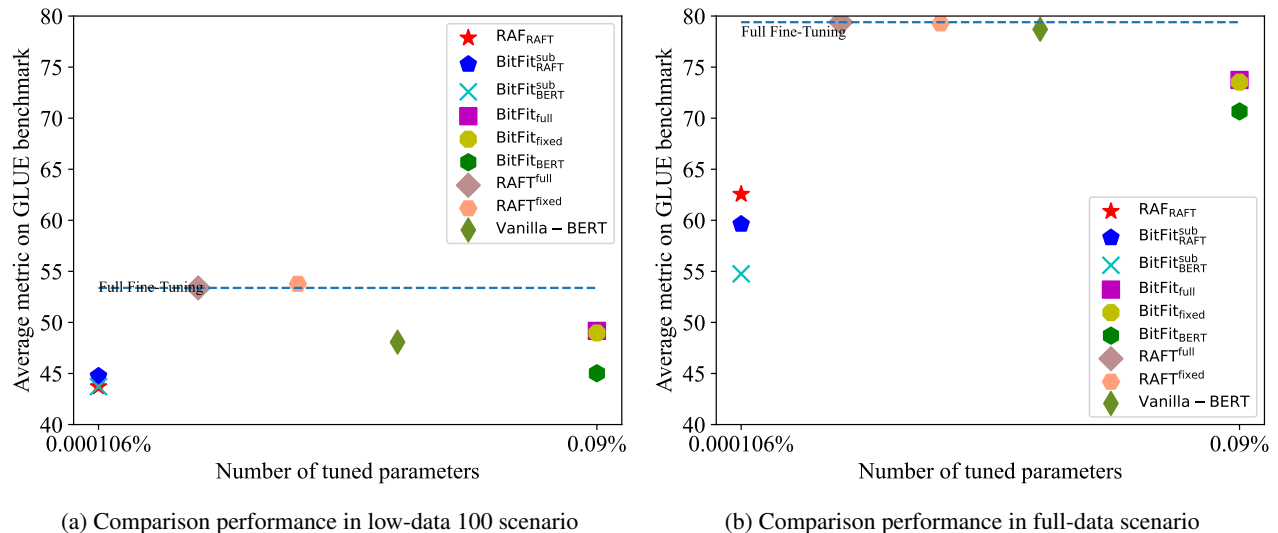 80
75
70
65
60
55
50
45
40
Average metric on GLUE benchmark
RAF_RAFT
BitFit^sub_RAFT
BitFit^sub_BERT
BitFit_full
BitFit_fixed
BitFit_BERT
RAFT^full
RAFT^fixed
Vanilla − BERT
Full Fine-Tuning
0.000106%
0.09%
Number of tuned parameters
(a) Comparison performance in low-data 100 scenario
80
75
70
65
60
55
50
45
40
Average metric on GLUE benchmark
Full Fine-Tuning
RAF_RAFT
BitFit^sub_RAFT
BitFit^sub_BERT
BitFit_full
BitFit_fixed
BitFit_BERT
RAFT^full
RAFT^fixed
Vanilla − BERT
0.000106%
0.09%
Number of tuned parameters
(b) Comparison performance in full-data scenario